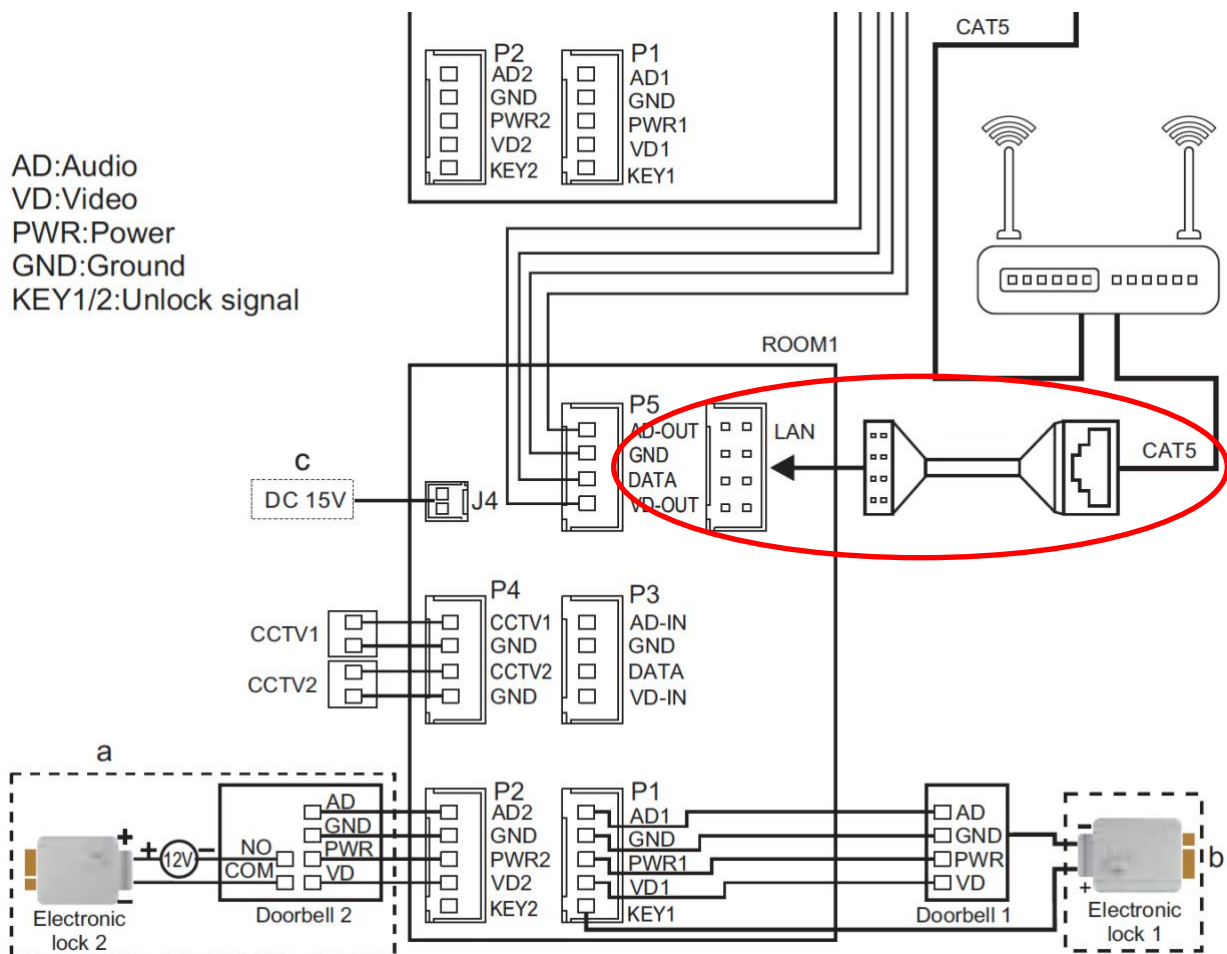 CAT5
P2
AD2
GND
PWR2
VD2
KEY2
P1
AD1
GND
PWR1
VD1
KEY1
AD:Audio
VD:Video
PWR:Power
GND:Ground
KEY1/2:Unlock signal
ROOM1
P5
AD-OUT
GND
DATA
VD-OUT
LAN
CAT5
c
DC 15V
J4
P4
CCTV1
GND
CCTV2
GND
CCTV1
CCTV2
P3
AD-IN
GND
DATA
VD-IN
a
AD
GND
PWR
VD
NO
COM
+
-
+
12V
-
Electronic
lock 2
Doorbell 2
P2
AD2
GND
PWR2
VD2
KEY2
P1
AD1
GND
PWR1
VD1
KEY1
AD
GND
PWR
VD
Doorbell 1
-
+
b
Electronic
lock 1